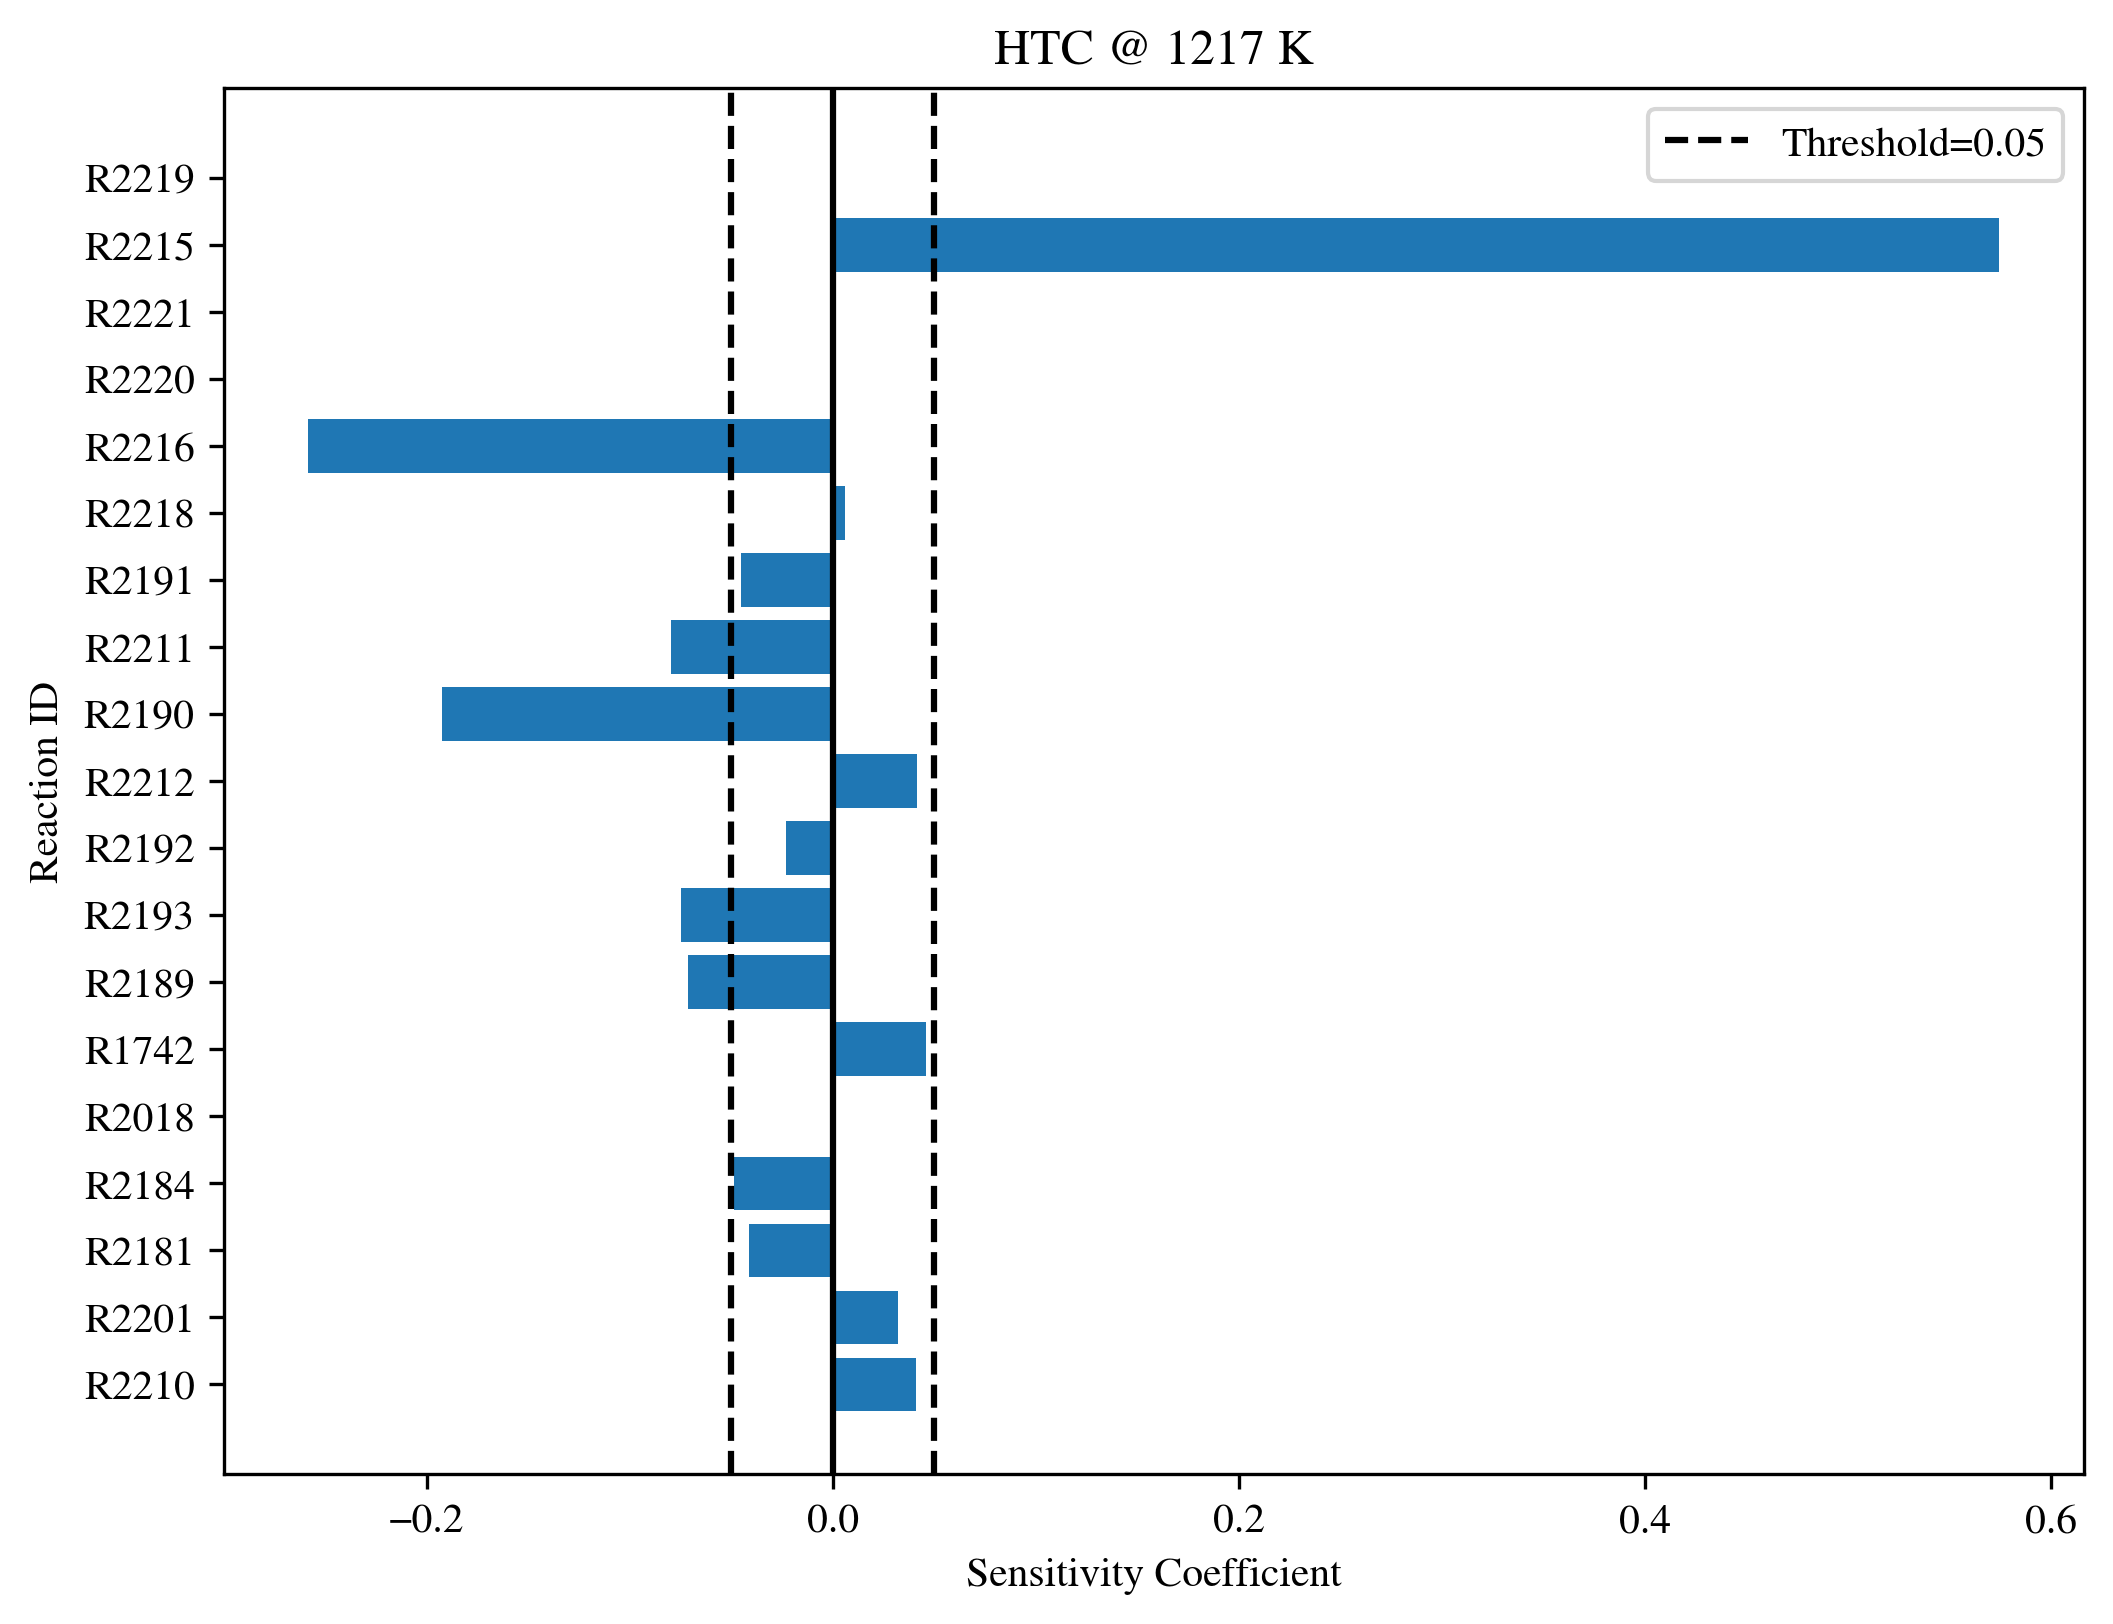 HTC @ 1217 K
Threshold=0.05
R2219
R2215
R2221
R2220
R2216
R2218
R2191
R2211
R2190
R2212
R2192
R2193
R2189
R1742
R2018
R2184
R2181
R2201
R2210
Reaction ID
−0.2 0.0 0.2 0.4 0.6
Sensitivity Coefficient